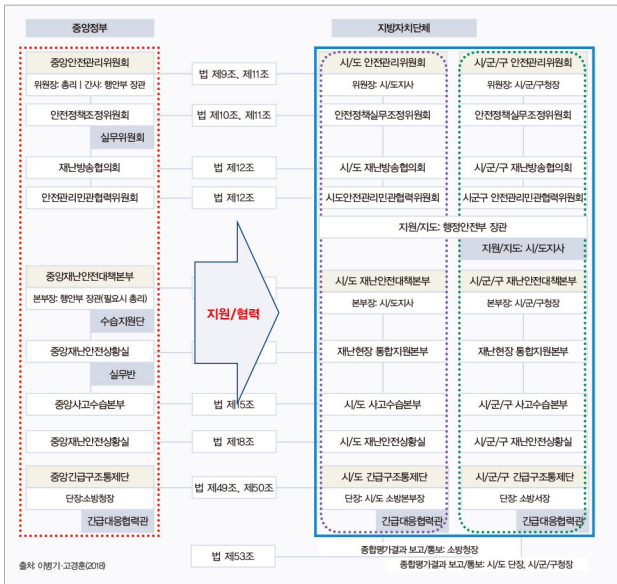 중앙정부
지방자치단체
중앙안전관리위원회
위원장: 총리 | 간사: 행안부 장관
법 제9조, 제11조
시/도 안전관리위원회
위원장: 시/도지사
시/군/구 안전관리위원회
위원장: 시/군/구청장
안전정책조정위원회
실무위원회
법 제10조, 제11조
안전정책실무조정위원회
안전정책실무조정위원회
재난방송협의회
법 제12조
시/도 재난방송협의회
시/군/구 재난방송협의회
안전관리민관협력위원회
법 제12조
시도안전관리민관협력위원회
시군구 안전관리민관협력위원회
지원/지도: 행정안전부 장관
지원/지도: 시/도지사
중앙재난안전대책본부
본부장: 행안부 장관(필요시 총리)
수습지원단
지원/협력
시/도 재난안전대책본부
본부장: 시/도지사
시/군/구 재난안전대책본부
본부장: 시/군/구청장
중앙재난안전상황실
실무반
재난현장 통합지원본부
재난현장 통합지원본부
중앙사고수습본부
법 제15조
시/도 사고수습본부
시/군/구 사고수습본부
중앙재난안전상황실
법 제18조
시/도 재난안전상황실
시/군/구 재난안전상황실
중앙긴급구조통제단
단장:소방청장
긴급대응협력관
법 제49조, 제50조
시/도 긴급구조통제단
단장: 시/도 소방본부장
긴급대응협력관
시/군/구 긴급구조통제단
단장: 소방서장
긴급대응협력관
법 제53조
종합평가결과 보고/통보: 소방청장
종합평가결과 보고/통보: 시/도 단장, 시/군/구청장
출처: 이병기·고경훈(2018)